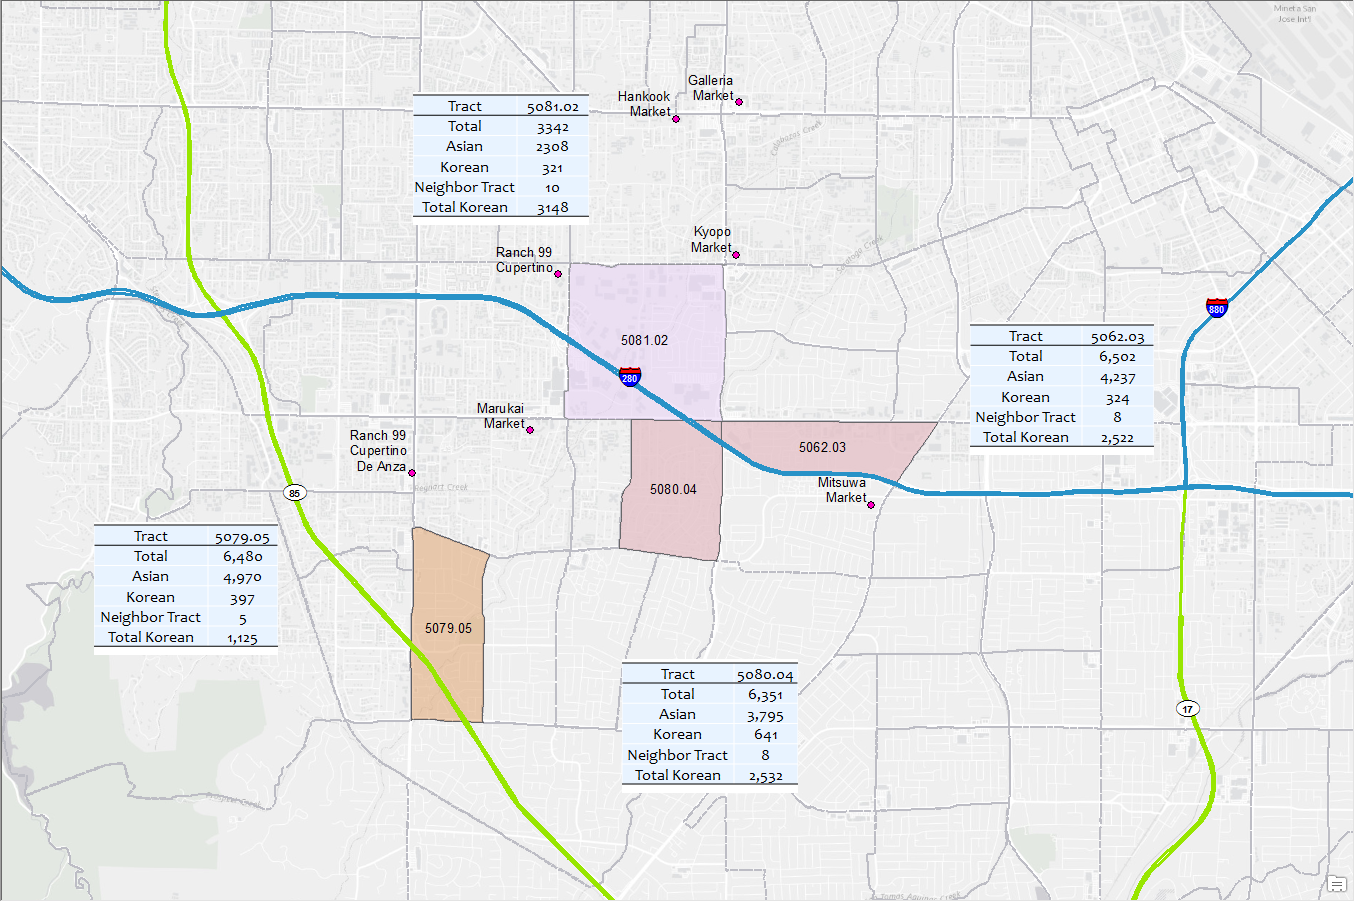 Mineta San
Jose Int'l
Galleria
Market
Hankook
Market
Calabazas Creek
Tract 5081.02
Total 3342
Asian 2308
Korean 321
Neighbor Tract 10
Total Korean 3148
Kyopo
Market
Saratoga Creek
Ranch 99
Cupertino
880
5081.02
280
Tract 5062.03
Total 6,502
Asian 4,237
Korean 324
Neighbor Tract 8
Total Korean 2,522
Marukai
Market
Ranch 99
Cupertino
De Anza
5062.03
Mitsuwa
Market
5080.04
Regnart Creek
85
Tract 5079.05
Total 6,480
Asian 4,970
Korean 397
Neighbor Tract 5
Total Korean 1,125
5079.05
Tract 5080.04
Total 6,351
Asian 3,795
Korean 641
Neighbor Tract 8
Total Korean 2,532
17
Creek